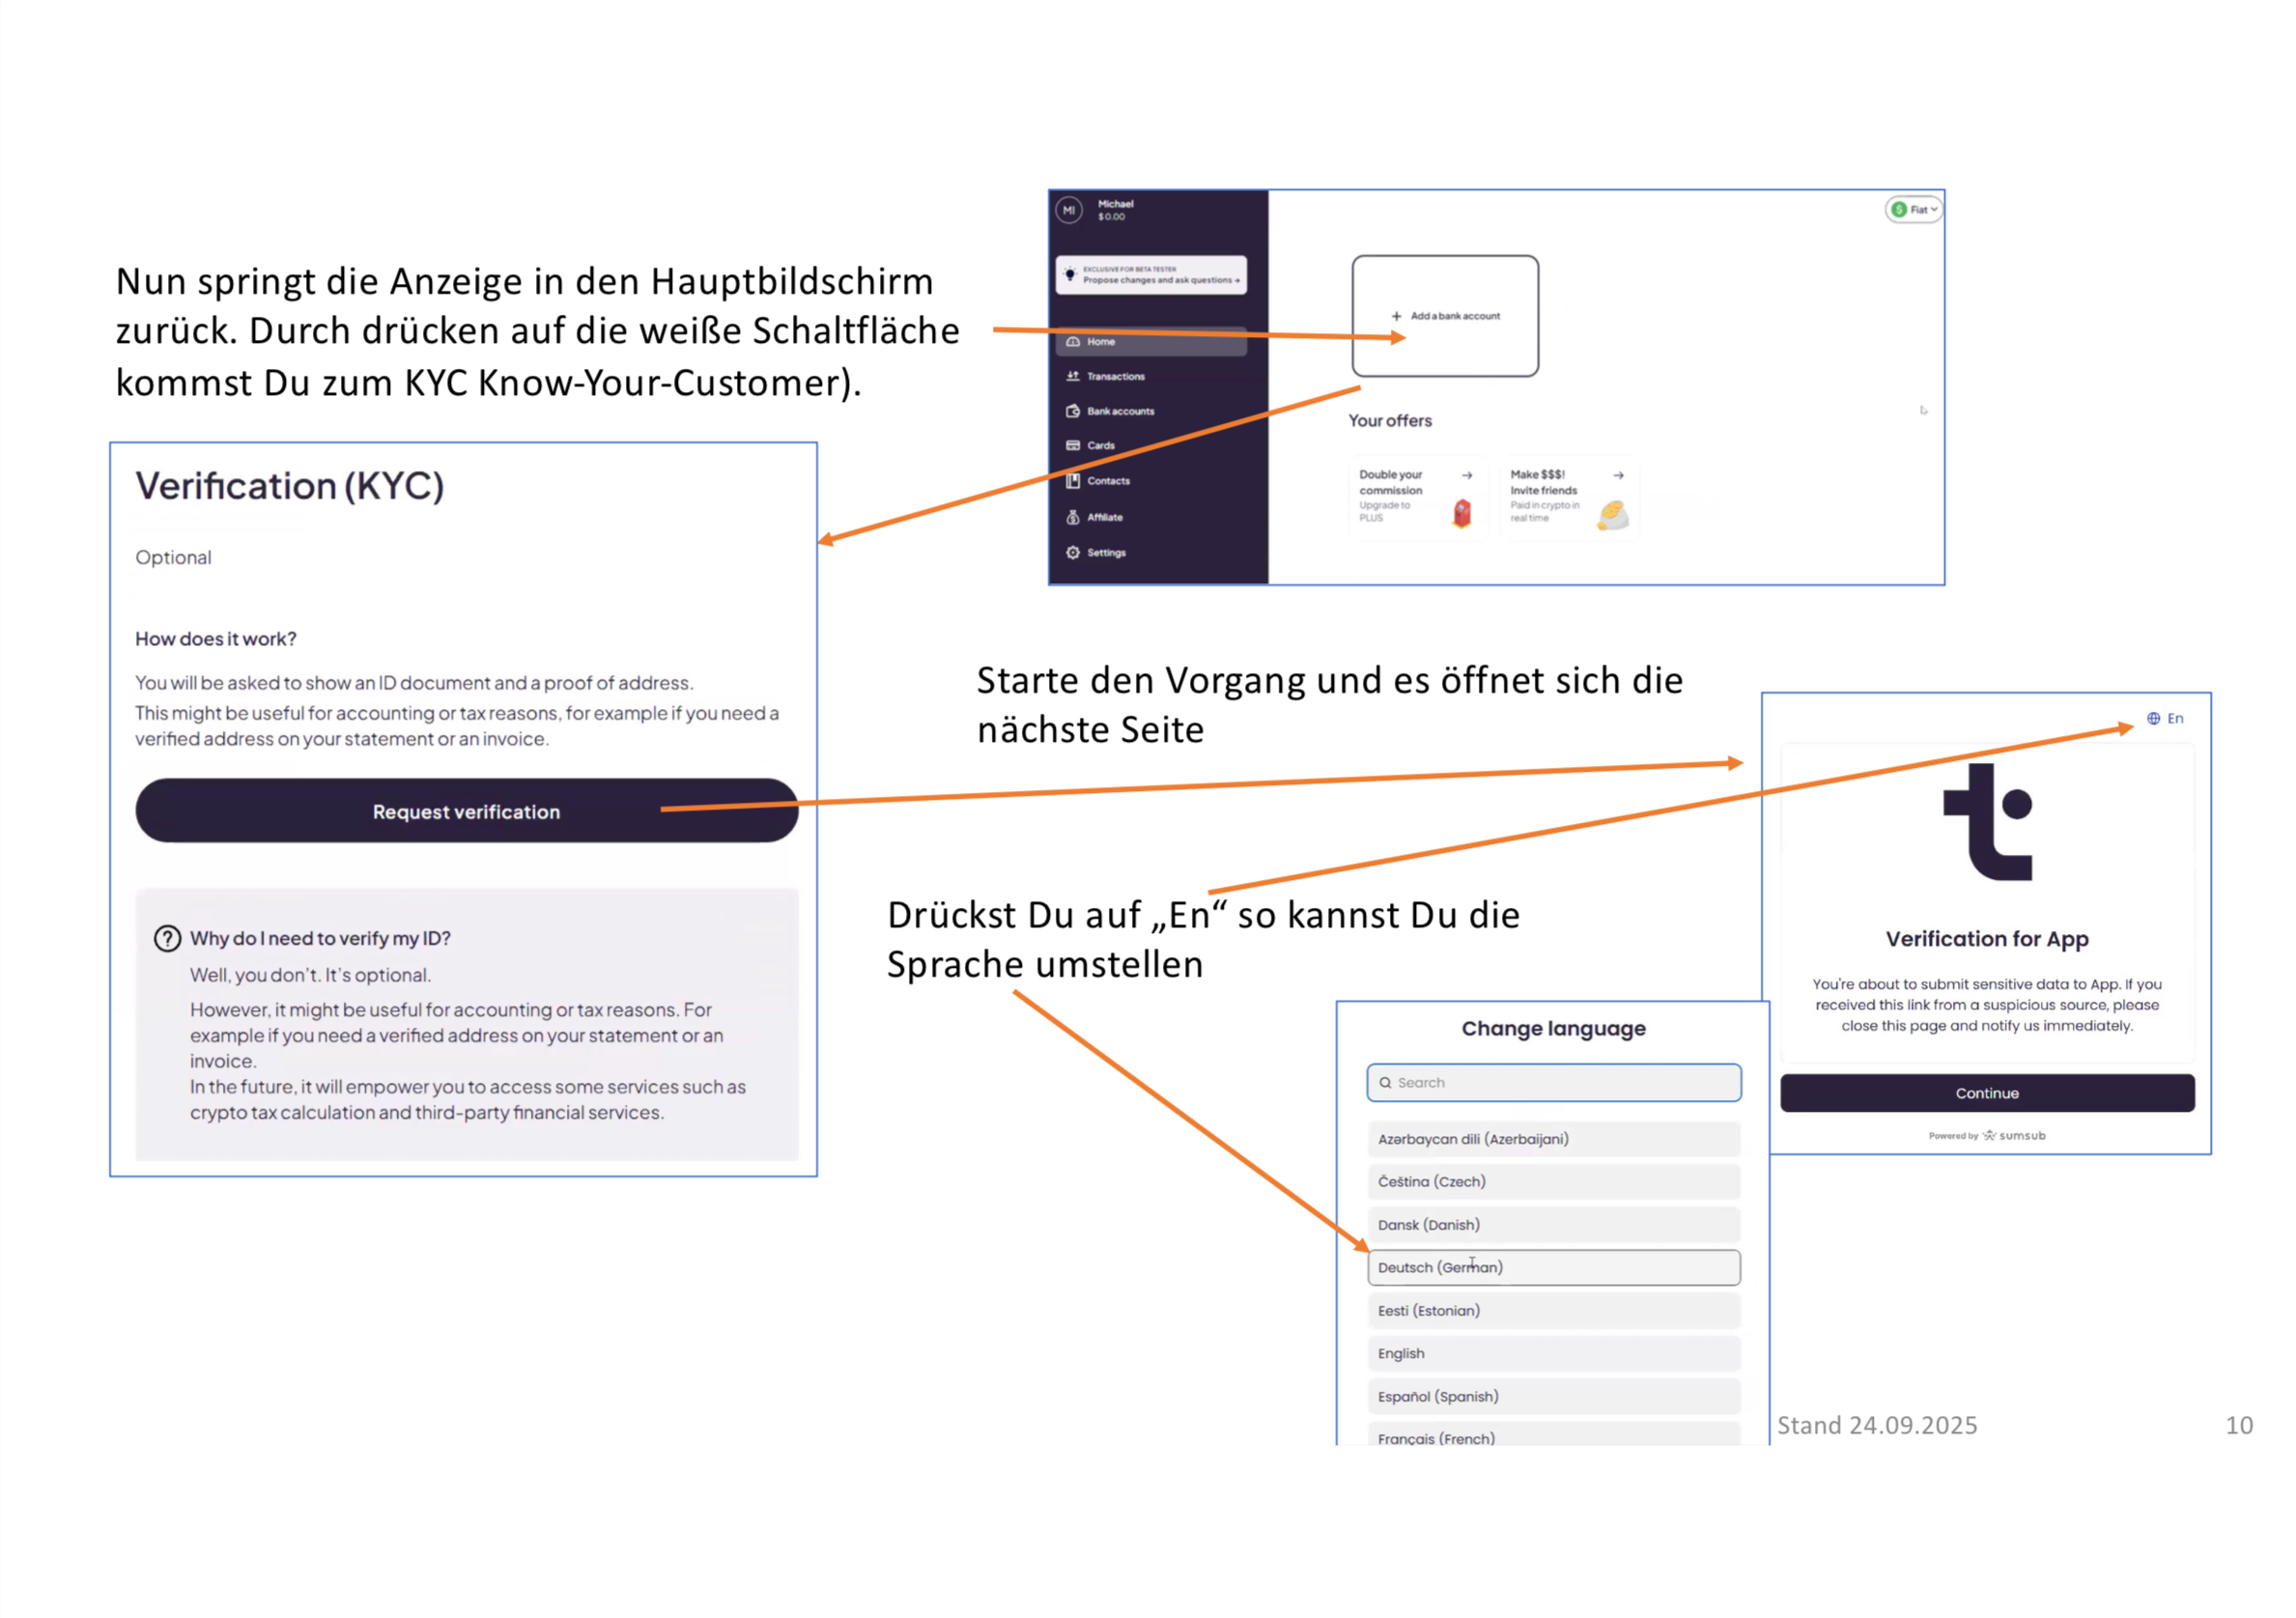 Nun springt die Anzeige in den Hauptbildschirm
zurück. Durch drücken auf die weiße Schaltfläche
kommst Du zum KYC Know-Your-Customer).
MI
Michael
$0.00
Fiat
EXCLUSIVE FOR BETA TESTER
Propose changes and ask questions →
Home
Transactions
Bank accounts
Cards
Contacts
Affiliate
Settings
+ Add a bank account
Your offers
Double your
commission
Upgrade to
PLUS
Make $$$!
Invite friends
Paid in crypto in
real time
Verification (KYC)
Optional
How does it work?
You will be asked to show an ID document and a proof of address.
This might be useful for accounting or tax reasons, for example if you need a
verified address on your statement or an invoice.
Request verification
Why do I need to verify my ID?
Well, you don't. It's optional.
However, it might be useful for accounting or tax reasons. For
example if you need a verified address on your statement or an
invoice.
In the future, it will empower you to access some services such as
crypto tax calculation and third-party financial services.
Starte den Vorgang und es öffnet sich die
nächste Seite
En
Verification for App
You're about to submit sensitive data to App. If you
received this link from a suspicious source, please
close this page and notify us immediately.
Continue
Powered by sumsub
Drückst Du auf „En“ so kannst Du die
Sprache umstellen
Change language
Search
Azərbaycan dili (Azerbaijani)
Čeština (Czech)
Dansk (Danish)
Deutsch (German)
Eesti (Estonian)
English
Español (Spanish)
Français (French)
Stand 24.09.2025
10